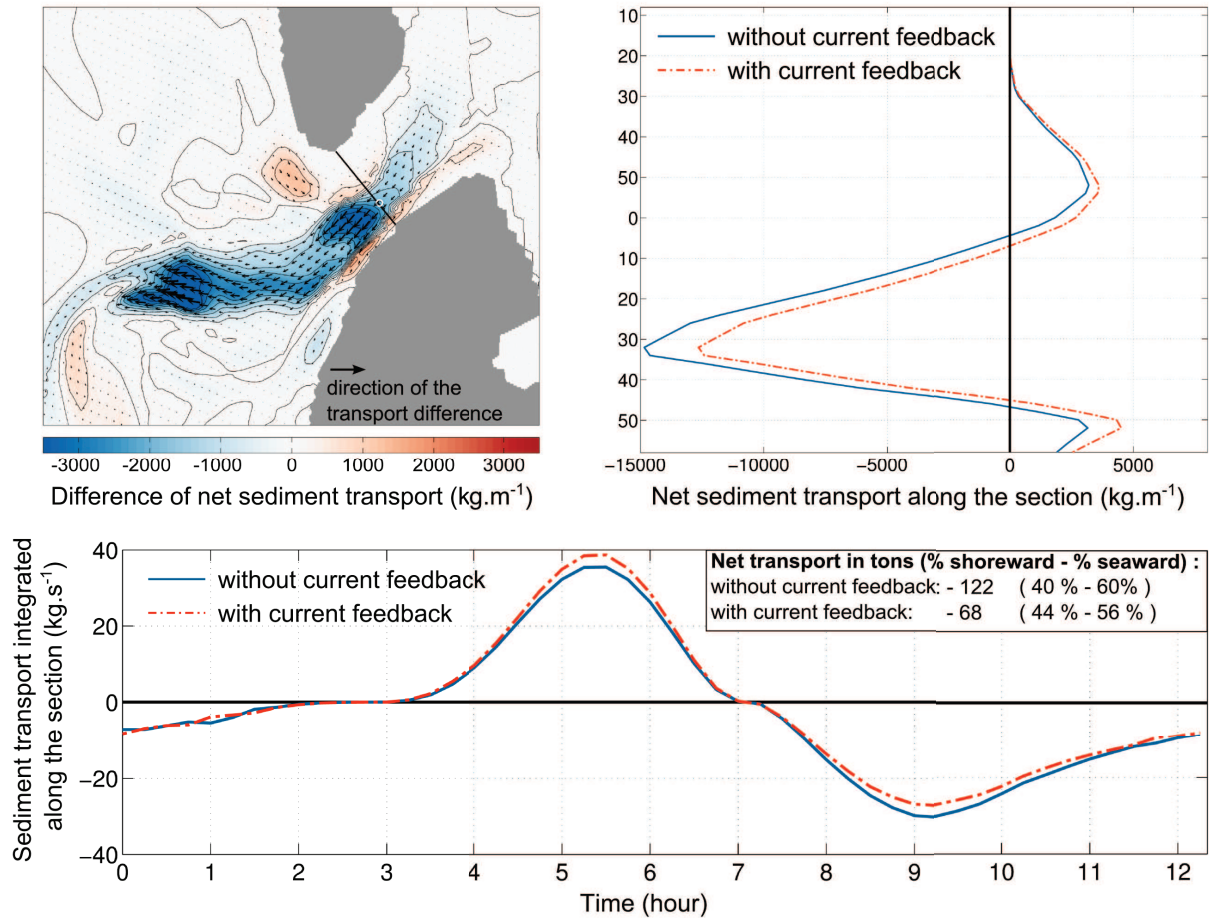 direction of the
transport difference
-3000 -2000 -1000 0 1000 2000 3000
Difference of net sediment transport (kg.m⁻¹)
10
20
30
40
50
0
10
20
30
40
50
without current feedback
with current feedback
−15000 −10000 −5000 0 5000
Net sediment transport along the section (kg.m⁻¹)
Sediment transport integrated
along the section (kg.s⁻¹)
40
20
0
−20
−40
without current feedback
with current feedback
Net transport in tons (% shoreward - % seaward) :
without current feedback: - 122 ( 40 % - 60% )
with current feedback: - 68 ( 44 % - 56 % )
0 1 2 3 4 5 6 7 8 9 10 11 12
Time (hour)